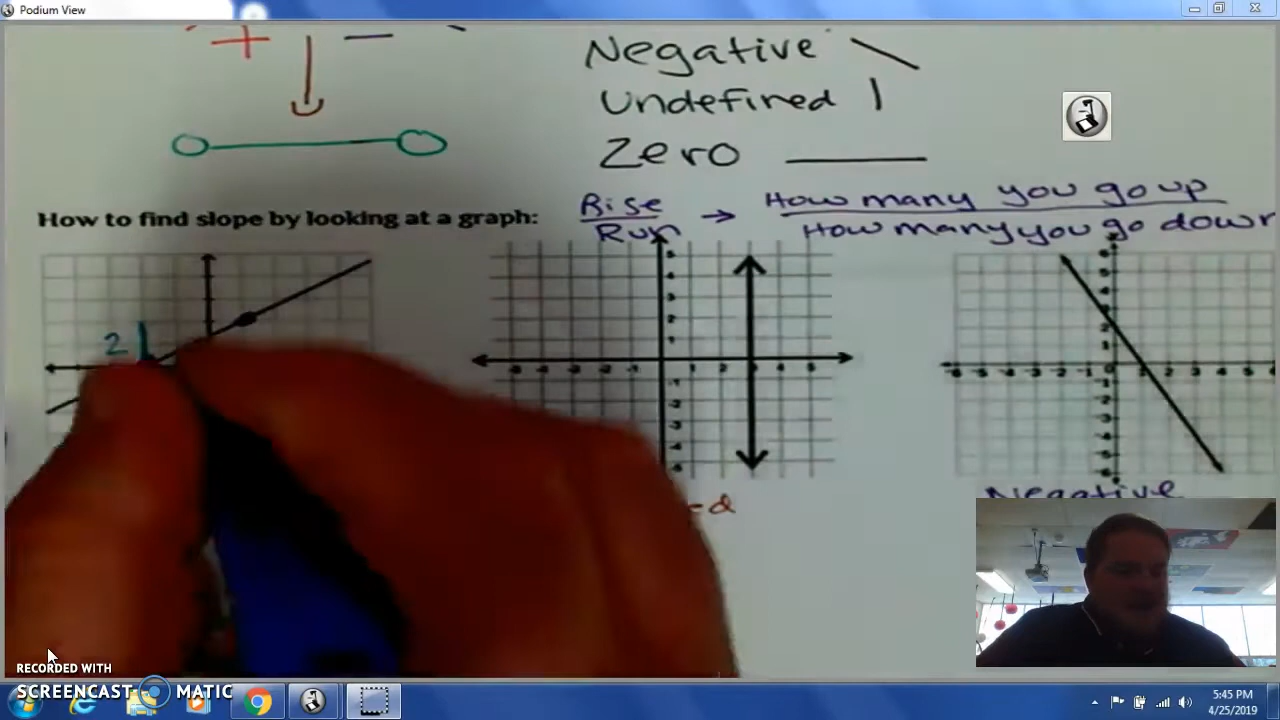 Podium View
+ −
Negative \
Undefined |
Zero —
How to find slope by looking at a graph:
Rise
Run
→
How many you go up
How many you go down
2
Negative
RECORDED WITH
SCREENCAST MATIC
5:45 PM
4/25/2019